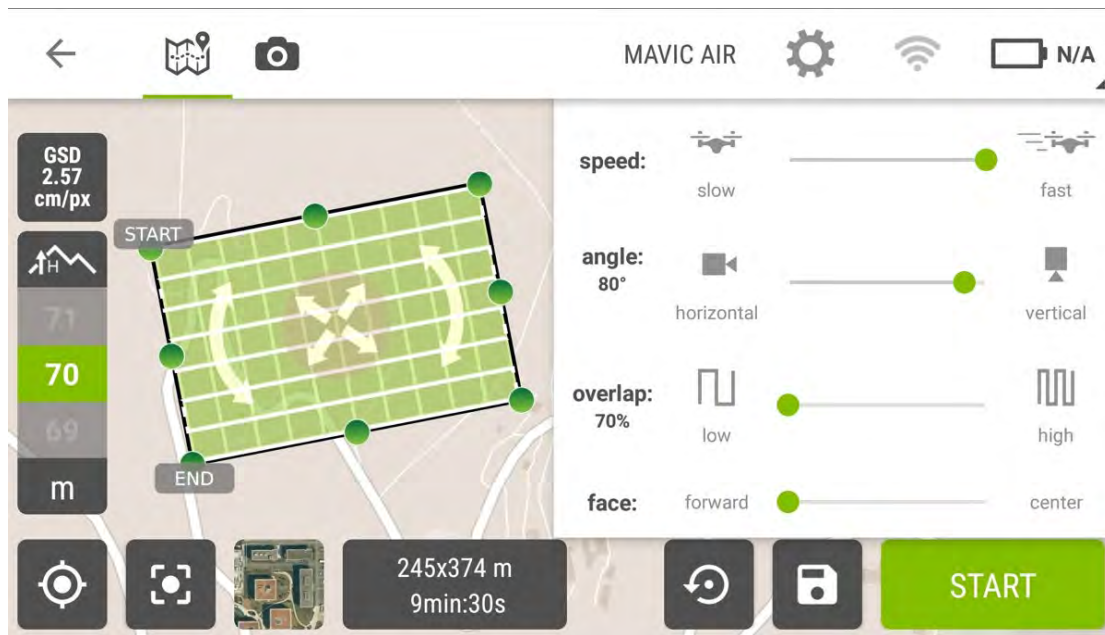 MAVIC AIR
N/A
GSD
2.57
cm/px
START
H
71
70
69
m
END
speed:
slow
fast
angle:
80°
horizontal
vertical
overlap:
70%
low
high
face:
forward
center
245x374 m
9min:30s
START